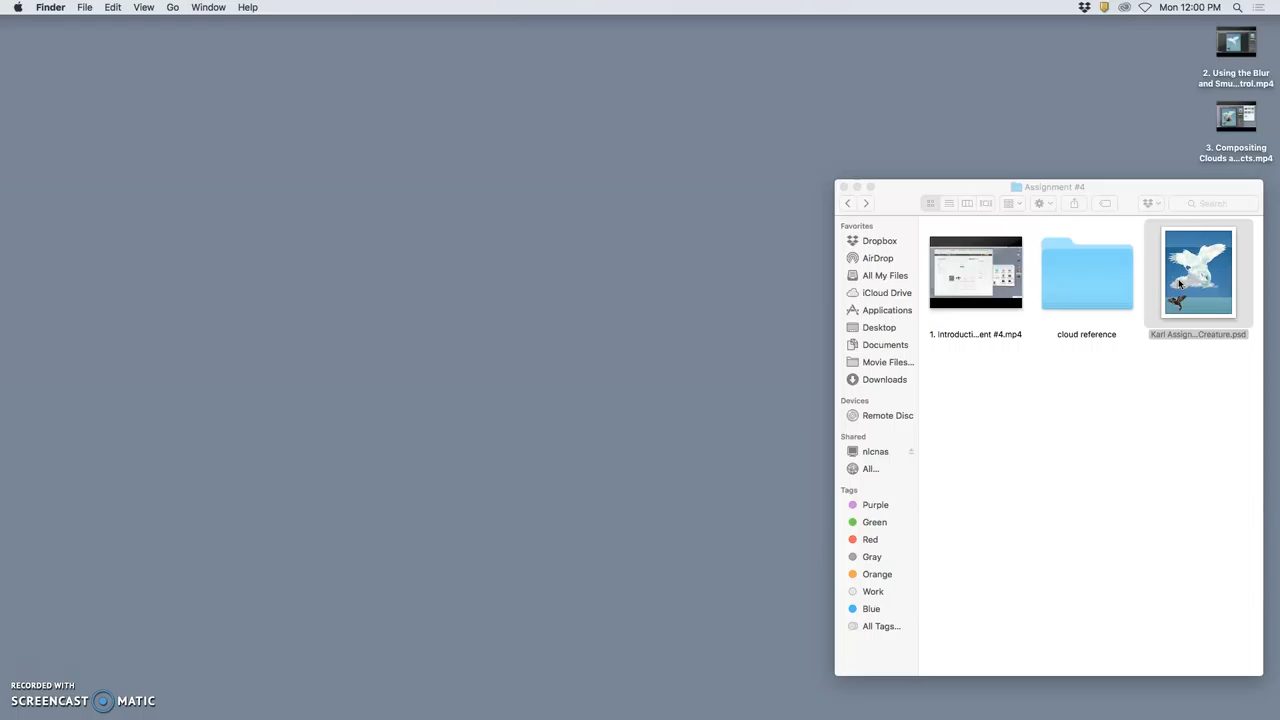 Finder File Edit View Go Window Help Mon 12:00 PM
2. Using the Blur
and Smu...trol.mp4
3. Compositing
Clouds a...cts.mp4
Assignment #4
Search
Favorites
Dropbox
AirDrop
All My Files
iCloud Drive
Applications
Desktop
Documents
Movie Files...
Downloads
Devices
Remote Disc
Shared
nlcnas
All...
Tags
Purple
Green
Red
Gray
Orange
Work
Blue
All Tags...
1. Introducti...ent #4.mp4
cloud reference
Karl Assign...Creature.psd
RECORDED WITH
SCREENCAST MATIC